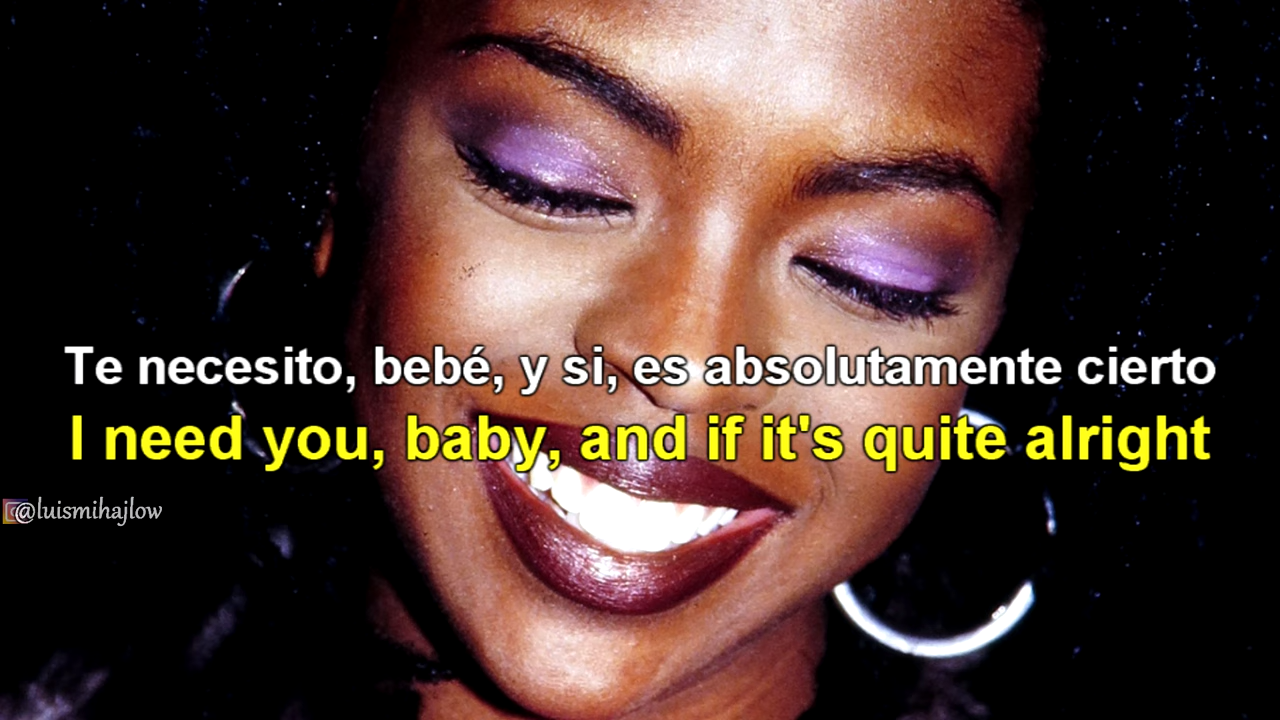 Te necesito, bebé, y si, es absolutamente cierto
I need you, baby, and if it's quite alright
@luismihajlow